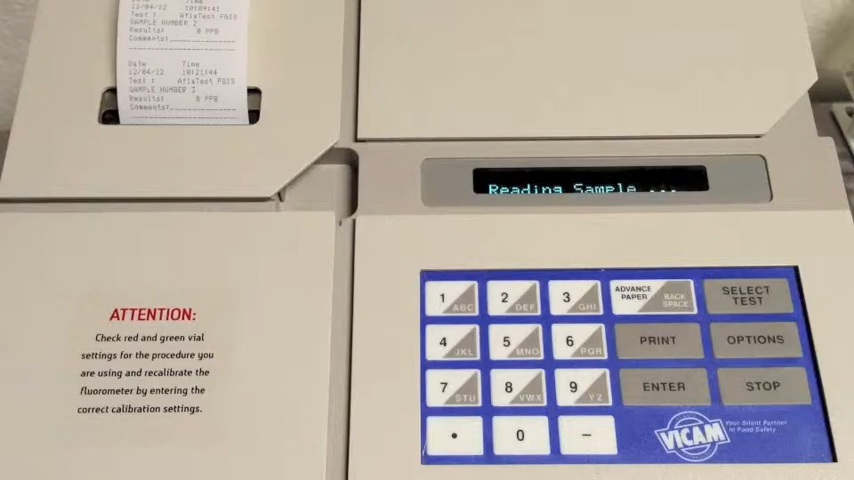 Date Time
12/04/12 10:09:41
Test : AflaTest FGIS
SAMPLE NUMBER 2
Results: 0 PPB
Comments:
Date Time
12/04/12 10:21:44
Test : AflaTest FGIS
SAMPLE NUMBER 3
Results: 0 PPB
Comments:
Reading Sample ...
ATTENTION:
Check red and green vial
settings for the procedure you
are using and recalibrate the
fluorometer by entering the
correct calibration settings.
1 ABC 2 DEF 3 GHI ADVANCE PAPER BACK SPACE SELECT TEST
4 JKL 5 MNO 6 PQR PRINT OPTIONS
7 STU 8 VWX 9 YZ ENTER STOP
• 0 –
VICAM Your Silent Partner
In Food Safety